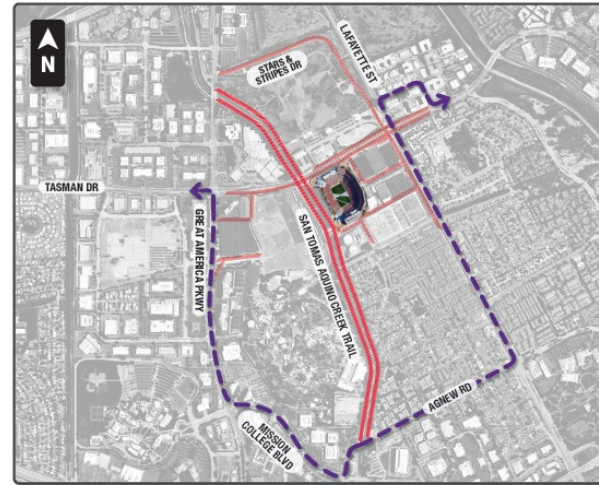 N
LAFAYETTE ST
STARS &
STRIPES DR
TASMAN DR
GREAT AMERICA PKWY
SAN TOMAS AQUINO CREEK TRAIL
AGNEW RD
MISSION
COLLEGE BLVD